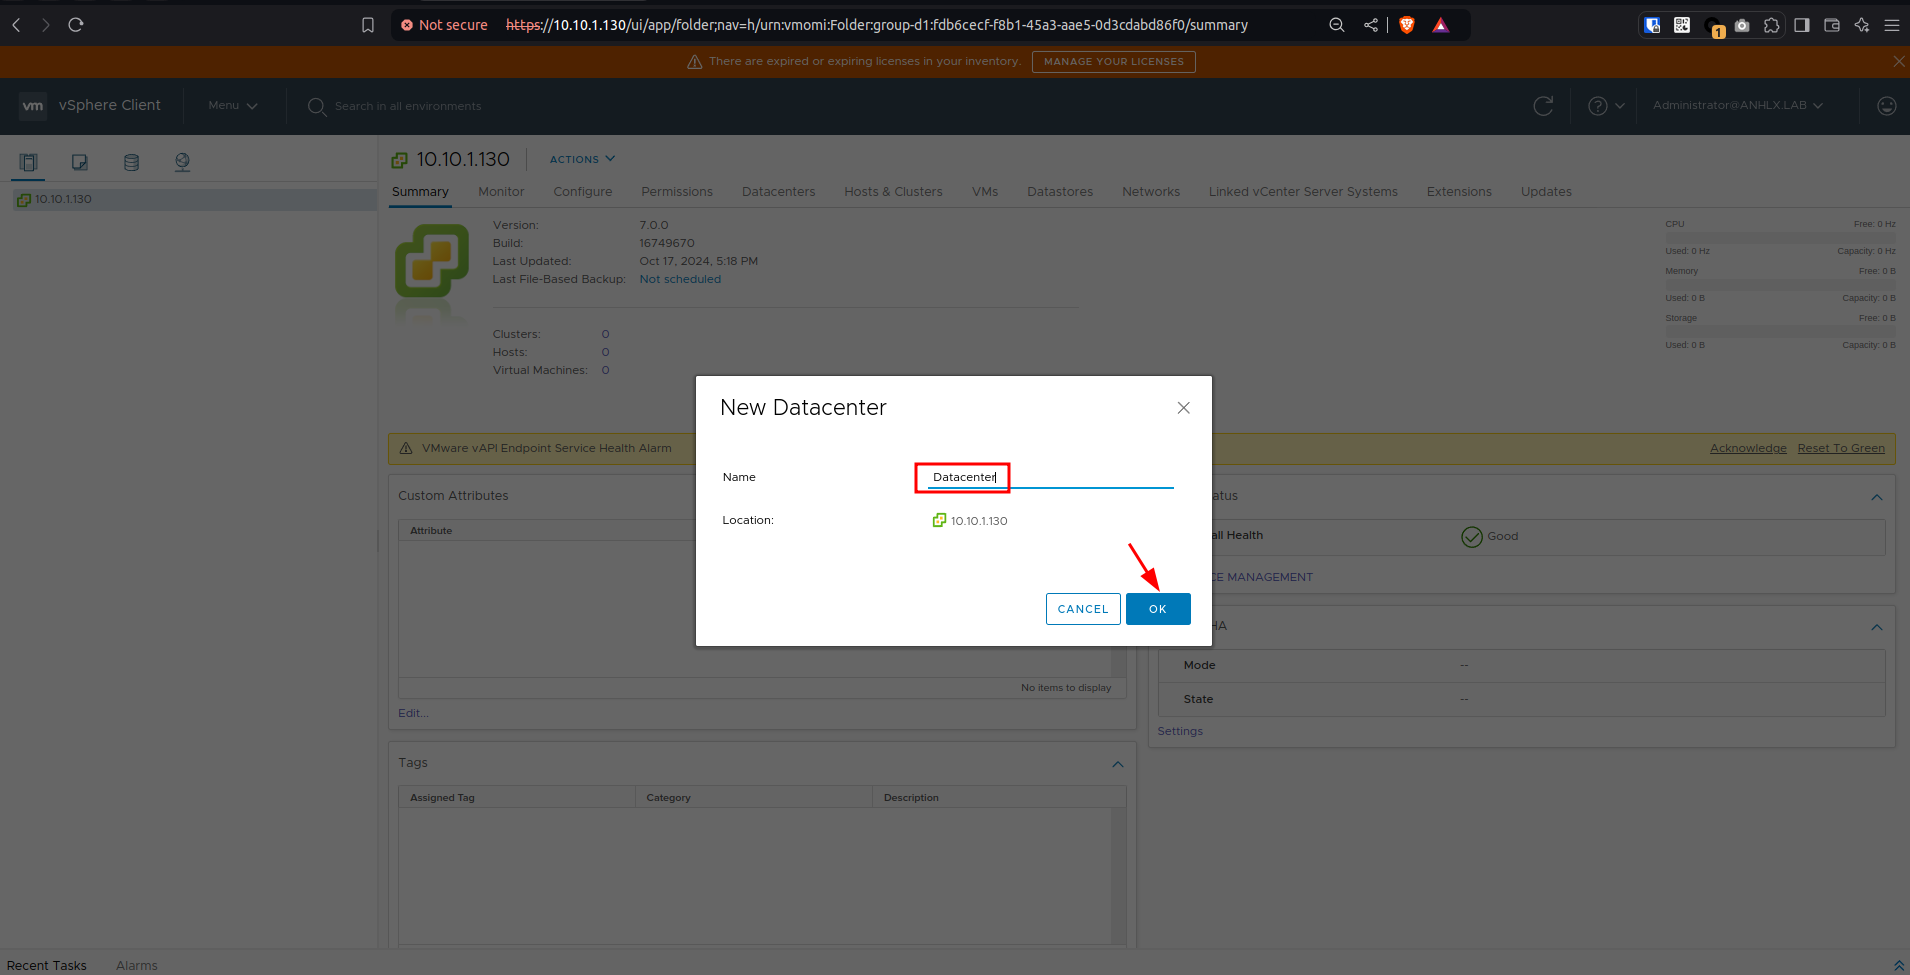 Not secure https://10.10.1.130/ui/app/folder;nav=h/urn:vmomi:Folder:group-d1:fdb6cecf-f8b1-45a3-aae5-0d3cdabd86f0/summary
1
There are expired or expiring licenses in your inventory. MANAGE YOUR LICENSES
vm vSphere Client Menu Search in all environments Administrator@ANHLX.LAB
10.10.1.130 ACTIONS
Summary Monitor Configure Permissions Datacenters Hosts & Clusters VMs Datastores Networks Linked vCenter Server Systems Extensions Updates
10.10.1.130
Version: 7.0.0
Build: 16749670
Last Updated: Oct 17, 2024, 5:18 PM
Last File-Based Backup: Not scheduled
Clusters: 0
Hosts: 0
Virtual Machines: 0
CPU Free: 0 Hz
Used: 0 Hz Capacity: 0 Hz
Memory Free: 0 B
Used: 0 B Capacity: 0 B
Storage Free: 0 B
Used: 0 B Capacity: 0 B
New Datacenter
Name Datacenter
Location: 10.10.1.130
CANCEL OK
VMware vAPI Endpoint Service Health Alarm Acknowledge Reset To Green
Custom Attributes
Attribute
No items to display
Edit...
atus
all Health Good
CE MANAGEMENT
HA
Mode --
State --
Settings
Tags
Assigned Tag Category Description
Recent Tasks Alarms